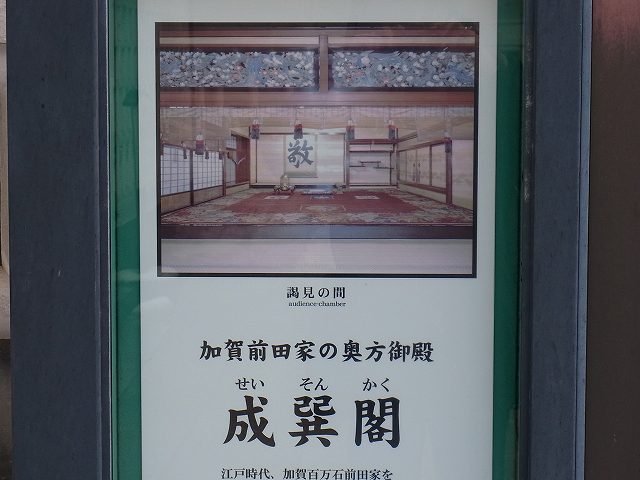 敬
謁見の間
audience-chamber
加賀前田家の奥方御殿
せい そん かく
成巽閣
江戸時代、加賀百万石前田家を